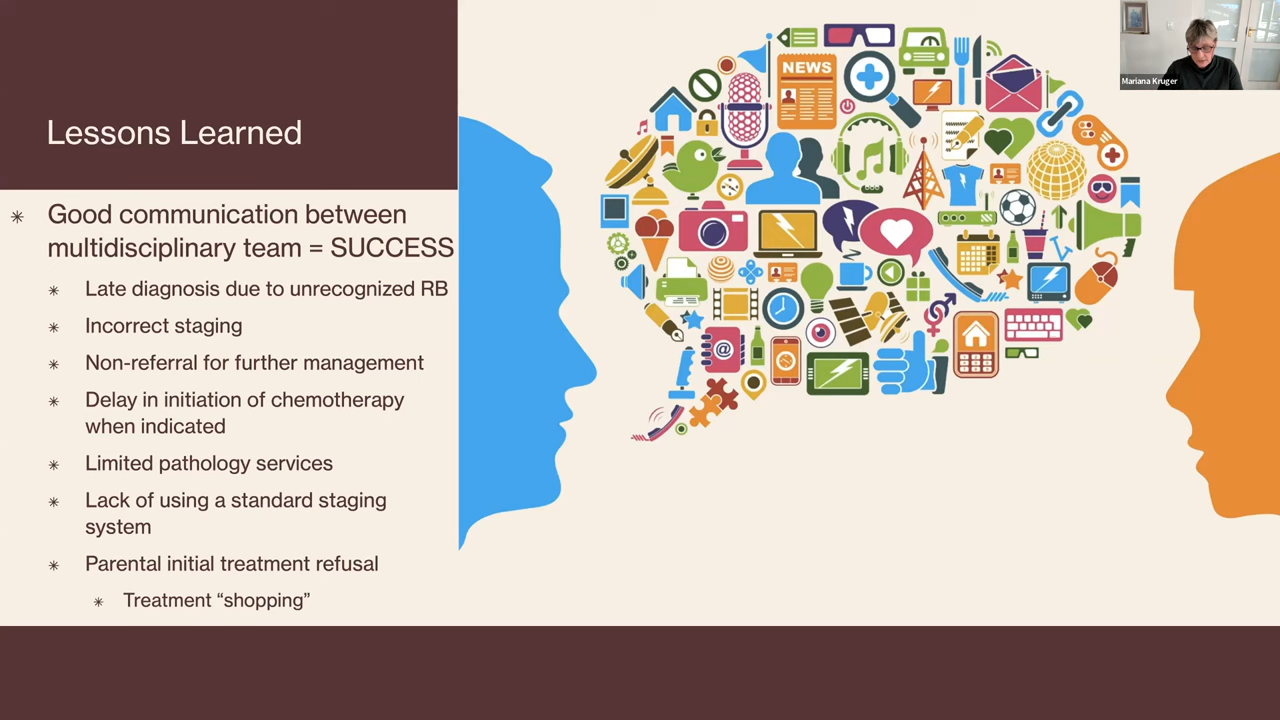 Lessons Learned
Good communication between
multidisciplinary team = SUCCESS
Late diagnosis due to unrecognized RB
Incorrect staging
Non-referral for further management
Delay in initiation of chemotherapy
when indicated
Limited pathology services
Lack of using a standard staging
system
Parental initial treatment refusal
Treatment “shopping”
NEWS
@
Mariana Kruger